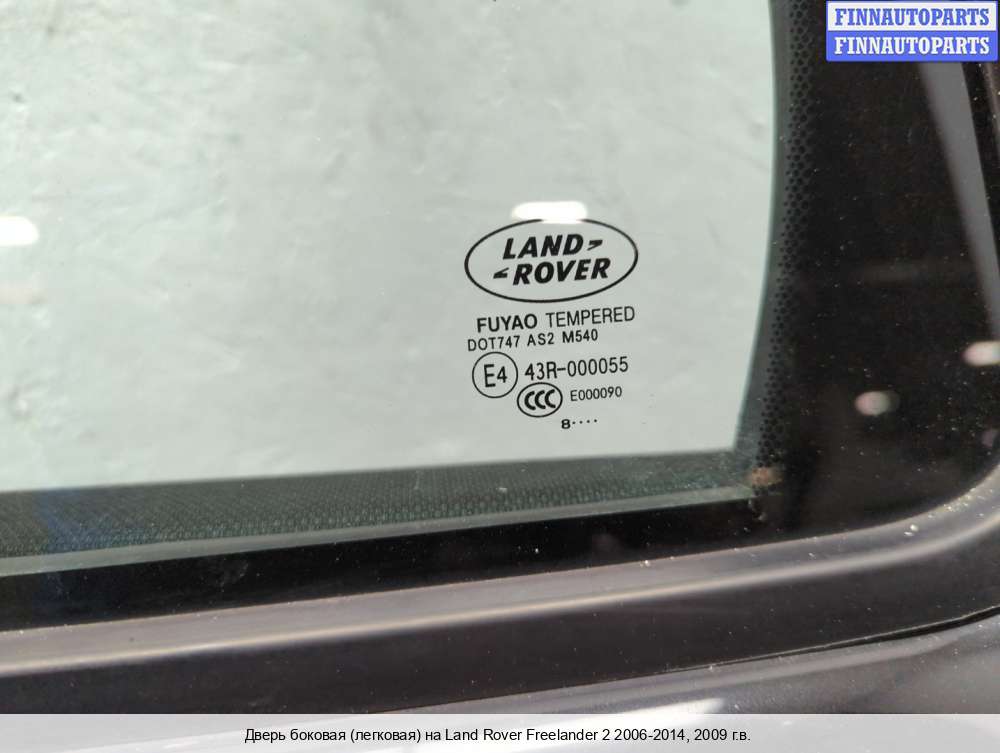 FINNAUTOPARTS
FINNAUTOPARTS
LAND
ROVER
FUYAO TEMPERED
DOT747 AS2 M540
E4 43R-000055
CCC E000090
8····
Дверь боковая (легковая) на Land Rover Freelander 2 2006-2014, 2009 г.в.